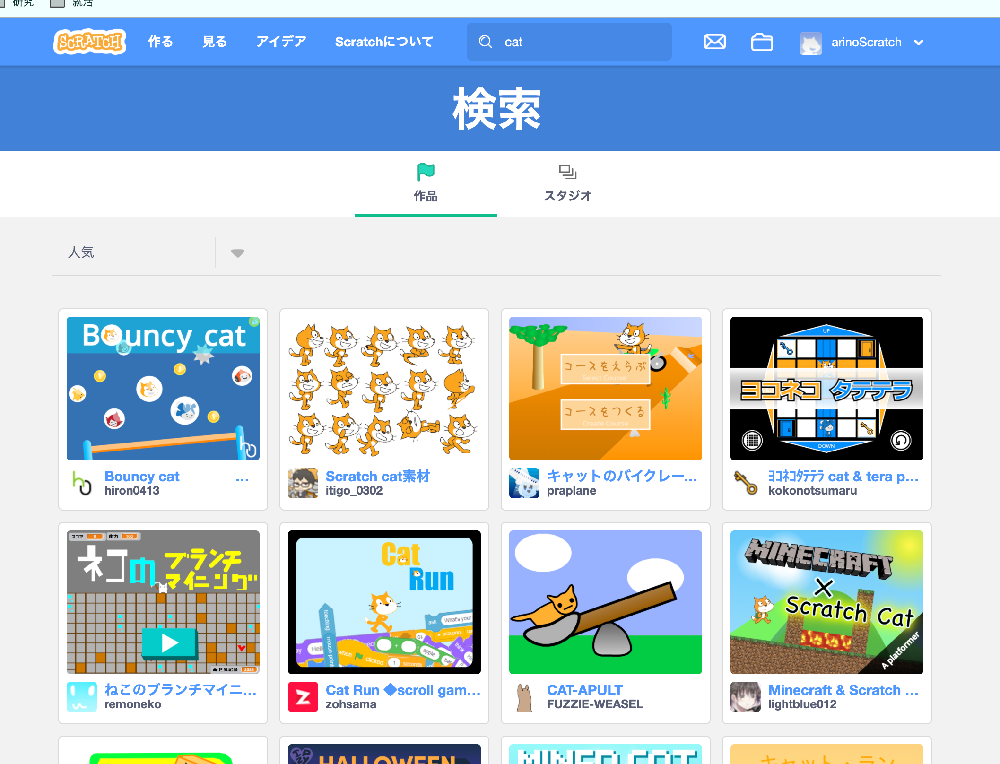 研究 就活
SCRATCH 作る 見る アイデア Scratchについて cat arinoScratch
検索
作品 スタジオ
人気
Bouncy cat
コースをえらぶ
Select Course
コースをつくる
Create Course
UP
ヨコネコ タテテラ
DOWN
Bouncy cat ...
hiron0413
Scratch cat素材
itigo_0302
キャットのバイクレー...
praplane
ﾖｺﾈｺﾀﾃﾃﾗ cat & tera p...
kokonotsumaru
スコア 0 体力 100
ネコの ブランチ
マイニング
世界記録 2588
Cat
Run
touching
mouse-point
ask What's your
Hello
when clicked 1 seconds
+
apple
think
MINECRAFT
×
Scratch Cat
A platformer
ねこのブランチマイニ...
remoneko
Cat Run ◆scroll gam...
zohsama
CAT-APULT
FUZZIE-WEASEL
Minecraft & Scratch ...
lightblue012
HALLOWEEN
キャット・ラン